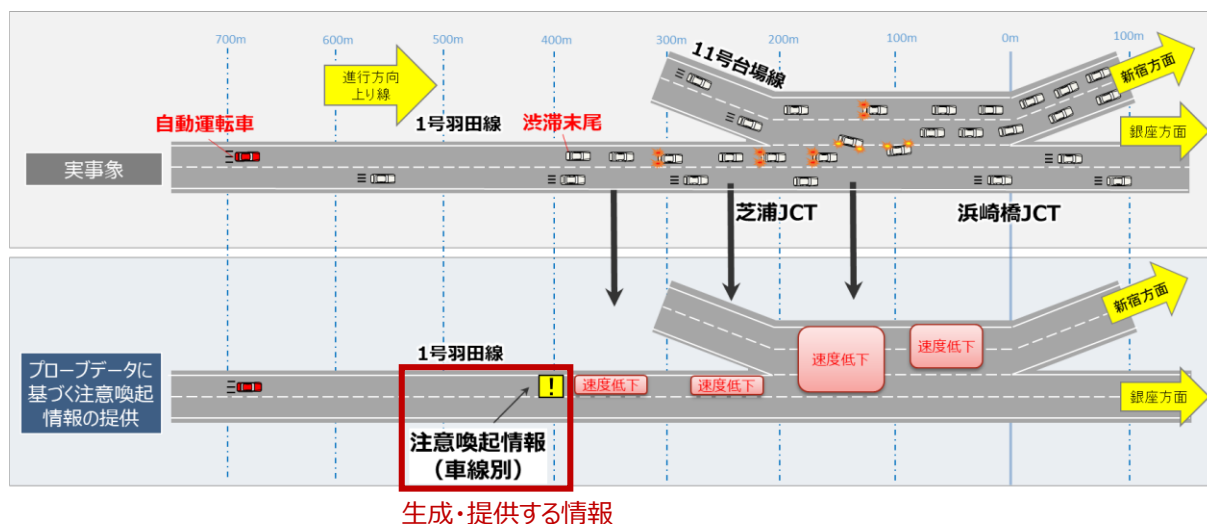 700m 600m 500m 400m 300m 200m 100m 0m 100m
11号台場線
新宿方面
進行方向
上り線
自動運転車
1号羽田線
渋滞末尾
銀座方面
実事象
芝浦JCT
浜崎橋JCT
新宿方面
1号羽田線
速度低下
速度低下
プローブデータに
基づく注意喚起
情報の提供
!
速度低下
速度低下
銀座方面
注意喚起情報
（車線別）
生成・提供する情報